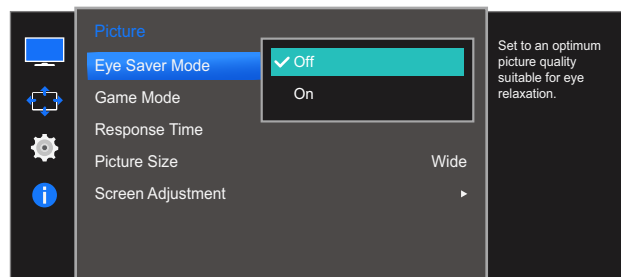 Picture
Eye Saver Mode
Off
On
Game Mode
Response Time
Picture Size Wide
Screen Adjustment
Set to an optimum
picture quality
suitable for eye
relaxation.